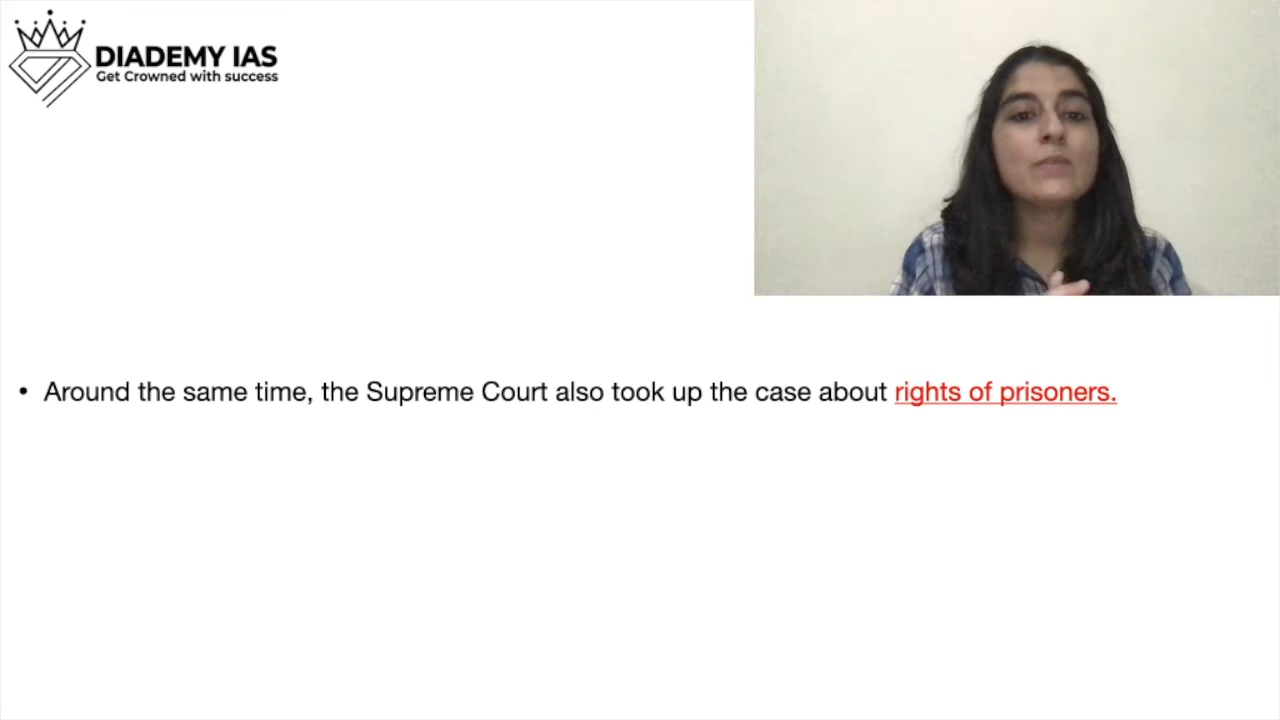 DIADEMY IAS
Get Crowned with success
• Around the same time, the Supreme Court also took up the case about rights of prisoners.